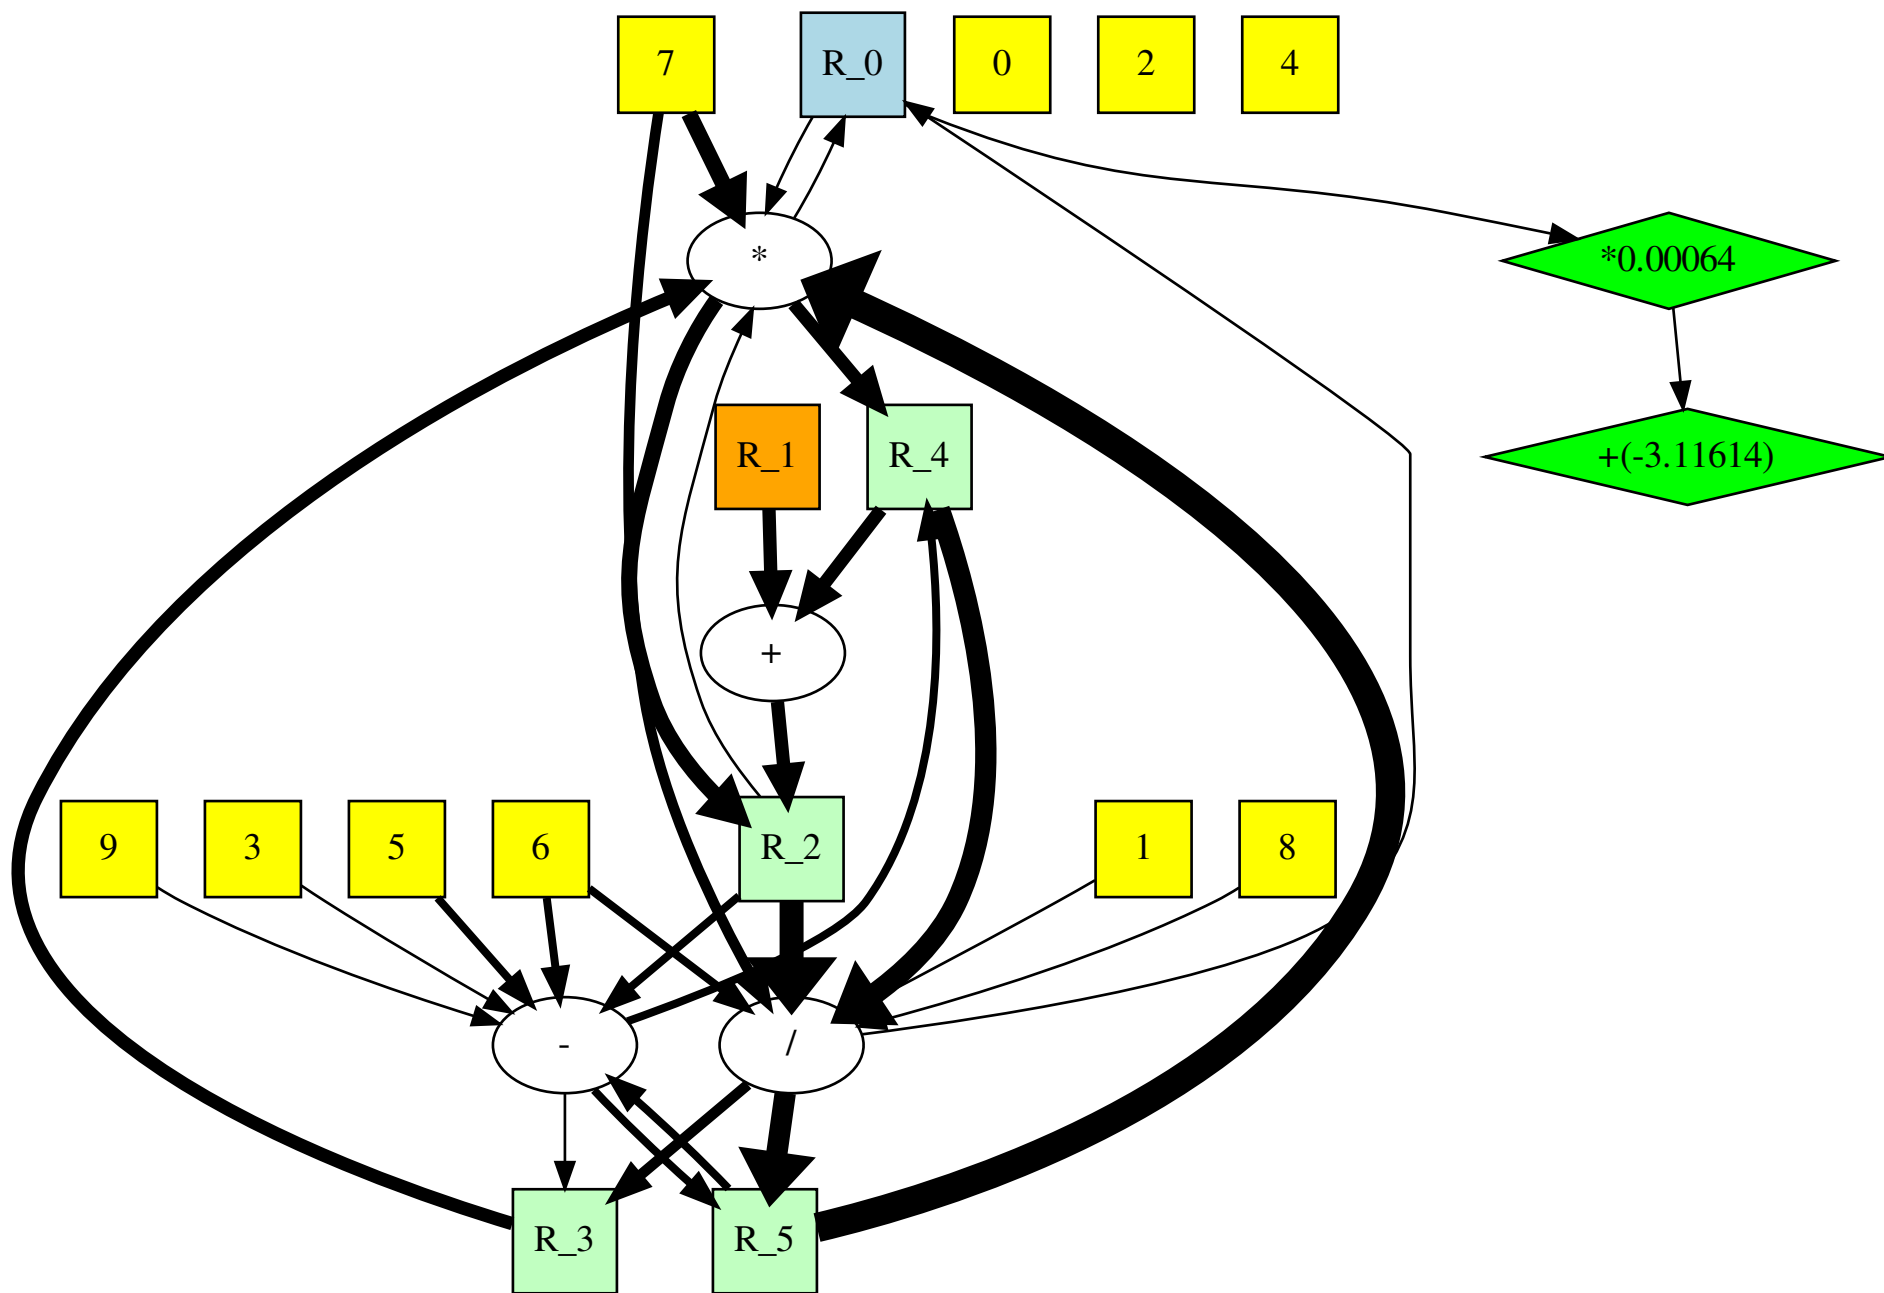 7
R_0
0
2
4
*
*0.00064
R_1
R_4
+(-3.11614)
+
9
3
5
6
R_2
1
8
-
/
R_3
R_5